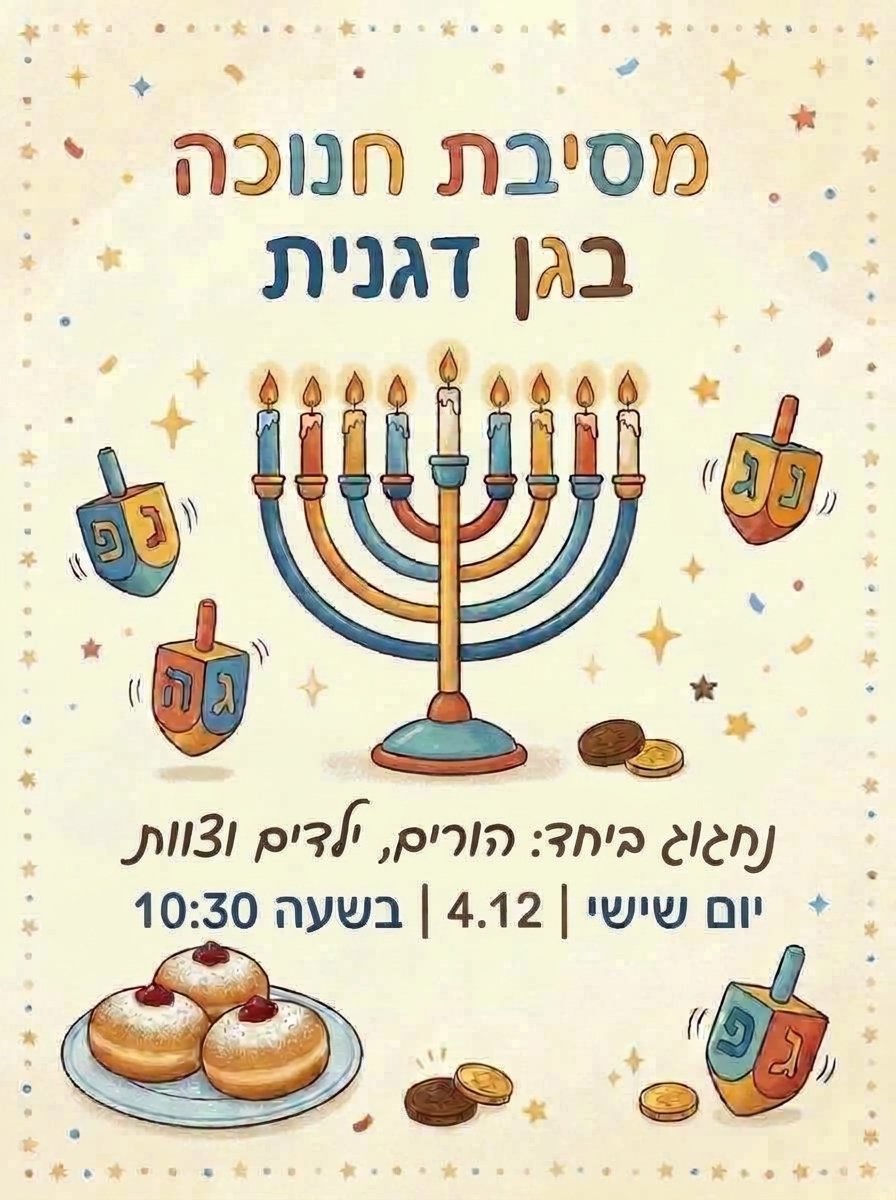 מסיבת חנוכה
בגן דגנית
פ נ
נ ג
ה ג
נחגוג ביחד: הורים, ילדים וצוות
יום שישי | 4.12 | בשעה 10:30
פ נ